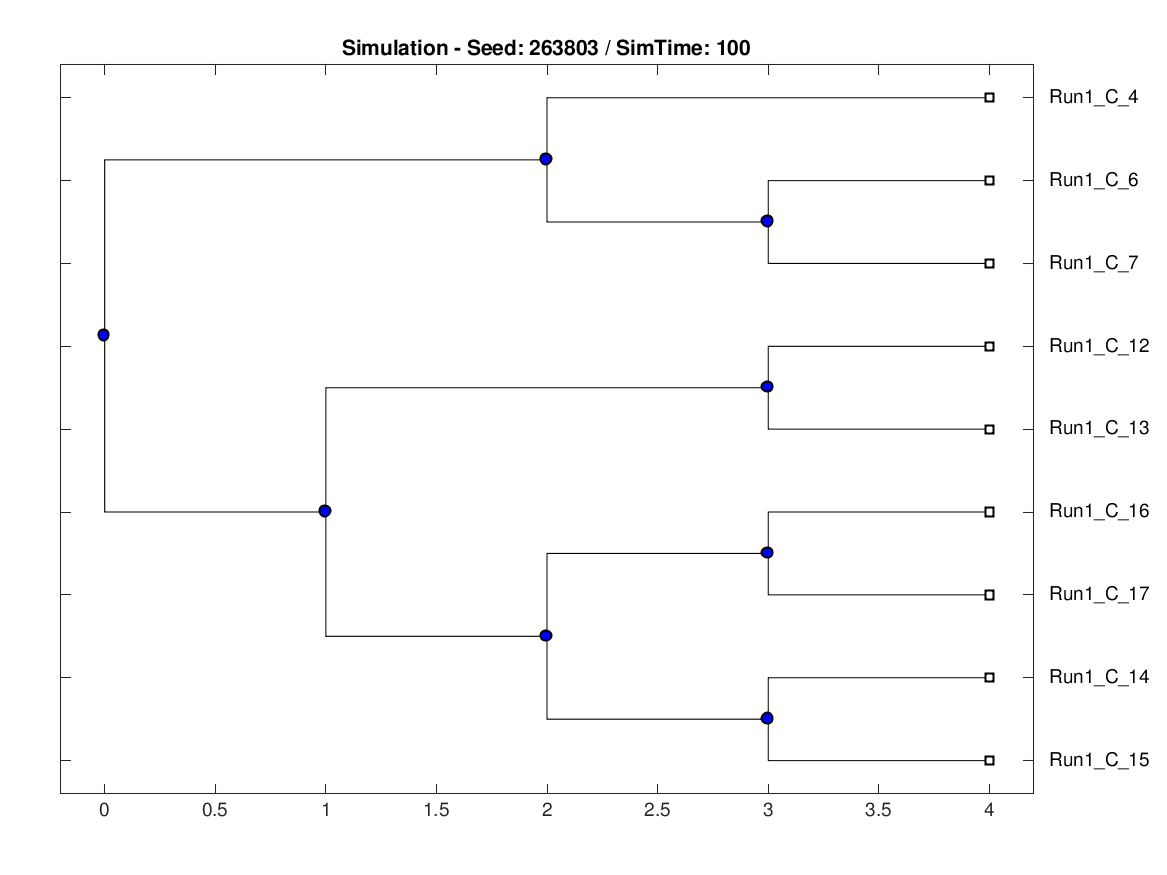 Simulation - Seed: 263803 / SimTime: 100
Run1_C_4
Run1_C_6
Run1_C_7
Run1_C_12
Run1_C_13
Run1_C_16
Run1_C_17
Run1_C_14
Run1_C_15
0 0.5 1 1.5 2 2.5 3 3.5 4